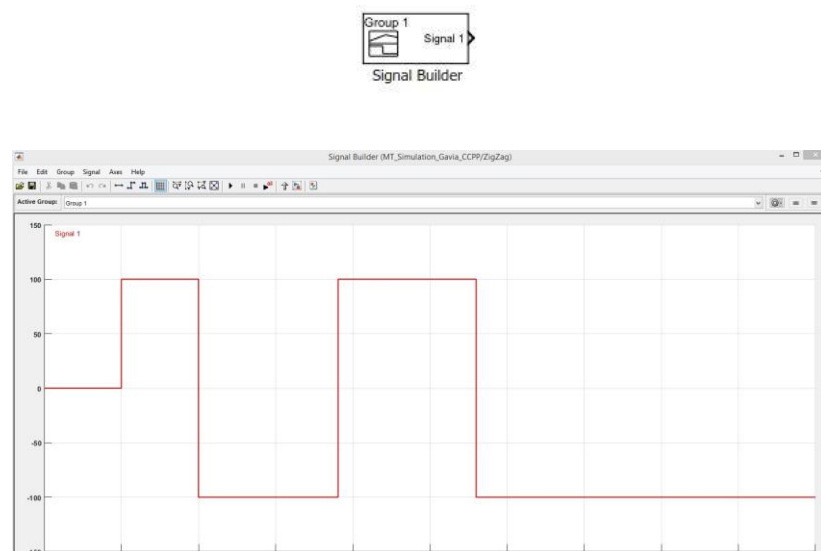 Group 1
Signal 1
Signal Builder
Signal Builder (MT_Simulation_Gavia_CCPP/ZigZag)
File Edit Group Signal Axes Help
Active Group: Group 1
150
Signal 1
100
50
0
-50
-100